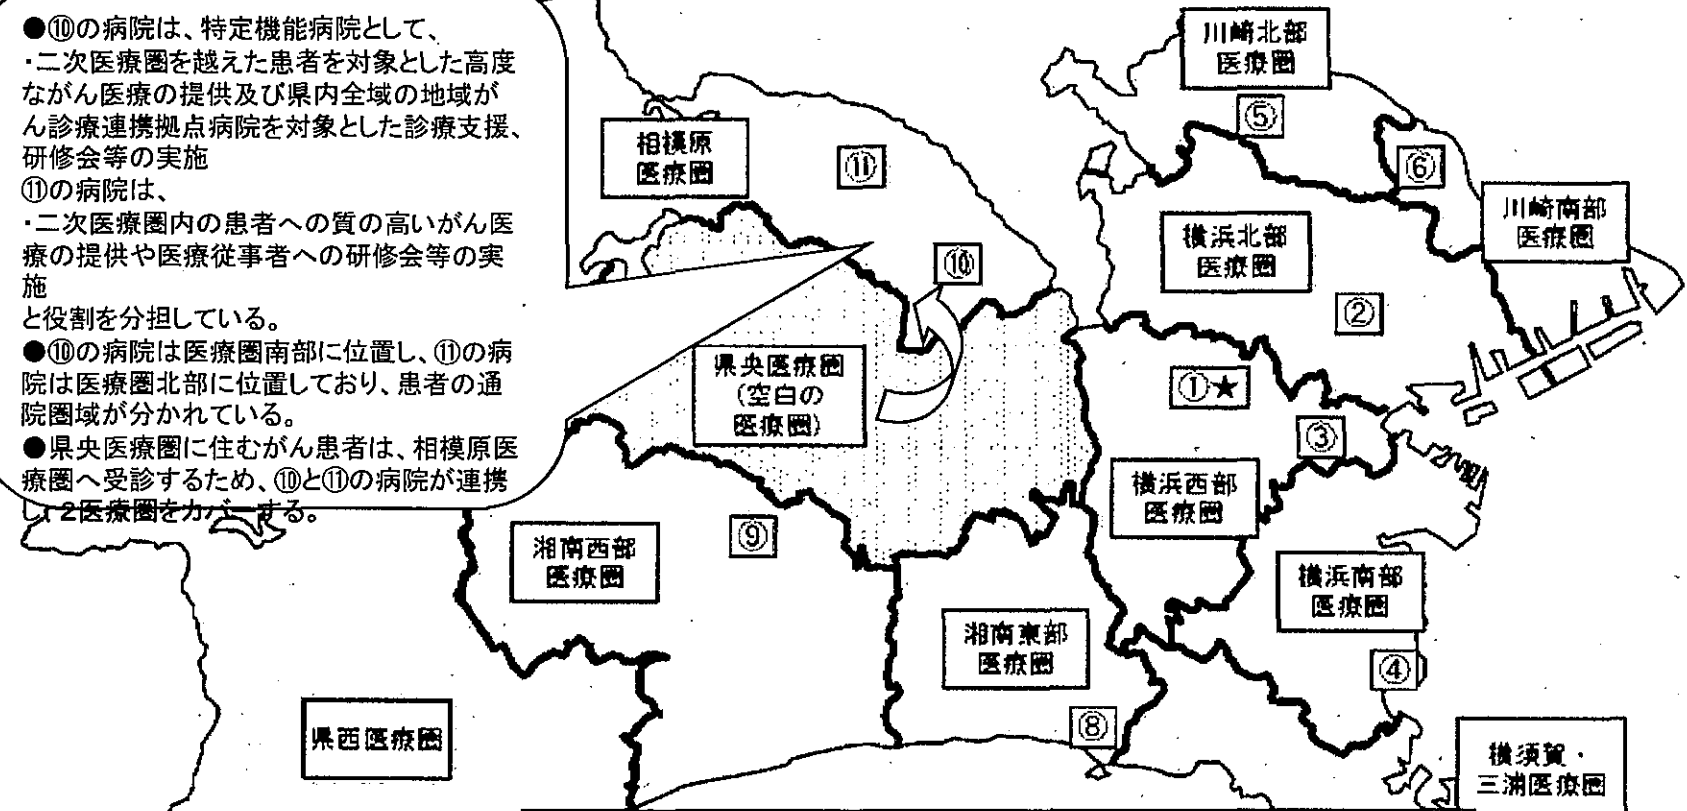 ●⑩の病院は、特定機能病院として、
・二次医療圏を越えた患者を対象とした高度
ながん医療の提供及び県内全域の地域が
ん診療連携拠点病院を対象とした診療支援、
研修会等の実施
⑪の病院は、
・二次医療圏内の患者への質の高いがん医
療の提供や医療従事者への研修会等の実
施
と役割を分担している。
●⑩の病院は医療圏南部に位置し、⑪の病
院は医療圏北部に位置しており、患者の通
院圏域が分かれている。
●県央医療圏に住むがん患者は、相模原医
療圏へ受診するため、⑩と⑪の病院が連携
し、2医療圏をカバーする。
川崎北部
医療圏
⑤
相模原
医療圏
⑪
⑥
川崎南部
医療圏
横浜北部
医療圏
⑩
②
県央医療圏
(空白の
医療圏)
①★
③
横浜西部
医療圏
⑨
湘南西部
医療圏
横浜南部
医療圏
湘南東部
医療圏
④
県西医療圏
⑧
横須賀・
三浦医療圏